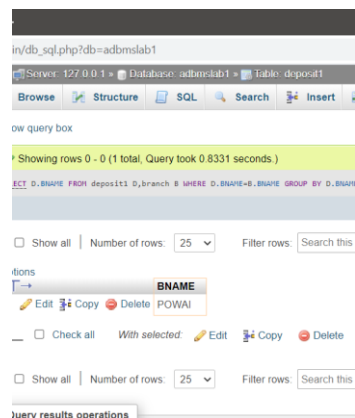 in/db_sql.php?db=adbmslab1
Server: 127.0.0.1 » Database: adbmslab1 » Table: deposit1
Browse Structure SQL Search Insert
ow query box
Showing rows 0 - 0 (1 total, Query took 0.8331 seconds.)
ECT D.BNAME FROM deposit1 D,branch B WHERE D.BNAME=B.BNAME GROUP BY D.BNAM
Show all Number of rows: 25 Filter rows: Search this
tions
BNAME
Edit Copy Delete POWAI
Check all With selected: Edit Copy Delete
Show all Number of rows: 25 Filter rows: Search this
Query results operations